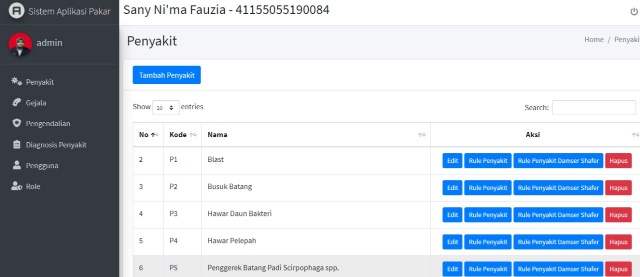 Sistem Aplikasi Pakar
Sany Ni'ma Fauzia - 41155055190084
admin
Penyakit
Home / Penyaki
Penyakit
Gejala
Pengendalian
Diagnosis Penyakit
Pengguna
Role
Tambah Penyakit
Show 10 entries
Search:
No Kode Nama Aksi
2 P1 Blast Edit Rule Penyakit Rule Penyakit Damser Shafer Hapus
3 P2 Busuk Batang Edit Rule Penyakit Rule Penyakit Damser Shafer Hapus
4 P3 Hawar Daun Bakteri Edit Rule Penyakit Rule Penyakit Damser Shafer Hapus
5 P4 Hawar Pelepah Edit Rule Penyakit Rule Penyakit Damser Shafer Hapus
6 P5 Penggerek Batang Padi Scirpophaga spp. Edit Rule Penyakit Rule Penyakit Damser Shafer Hapus